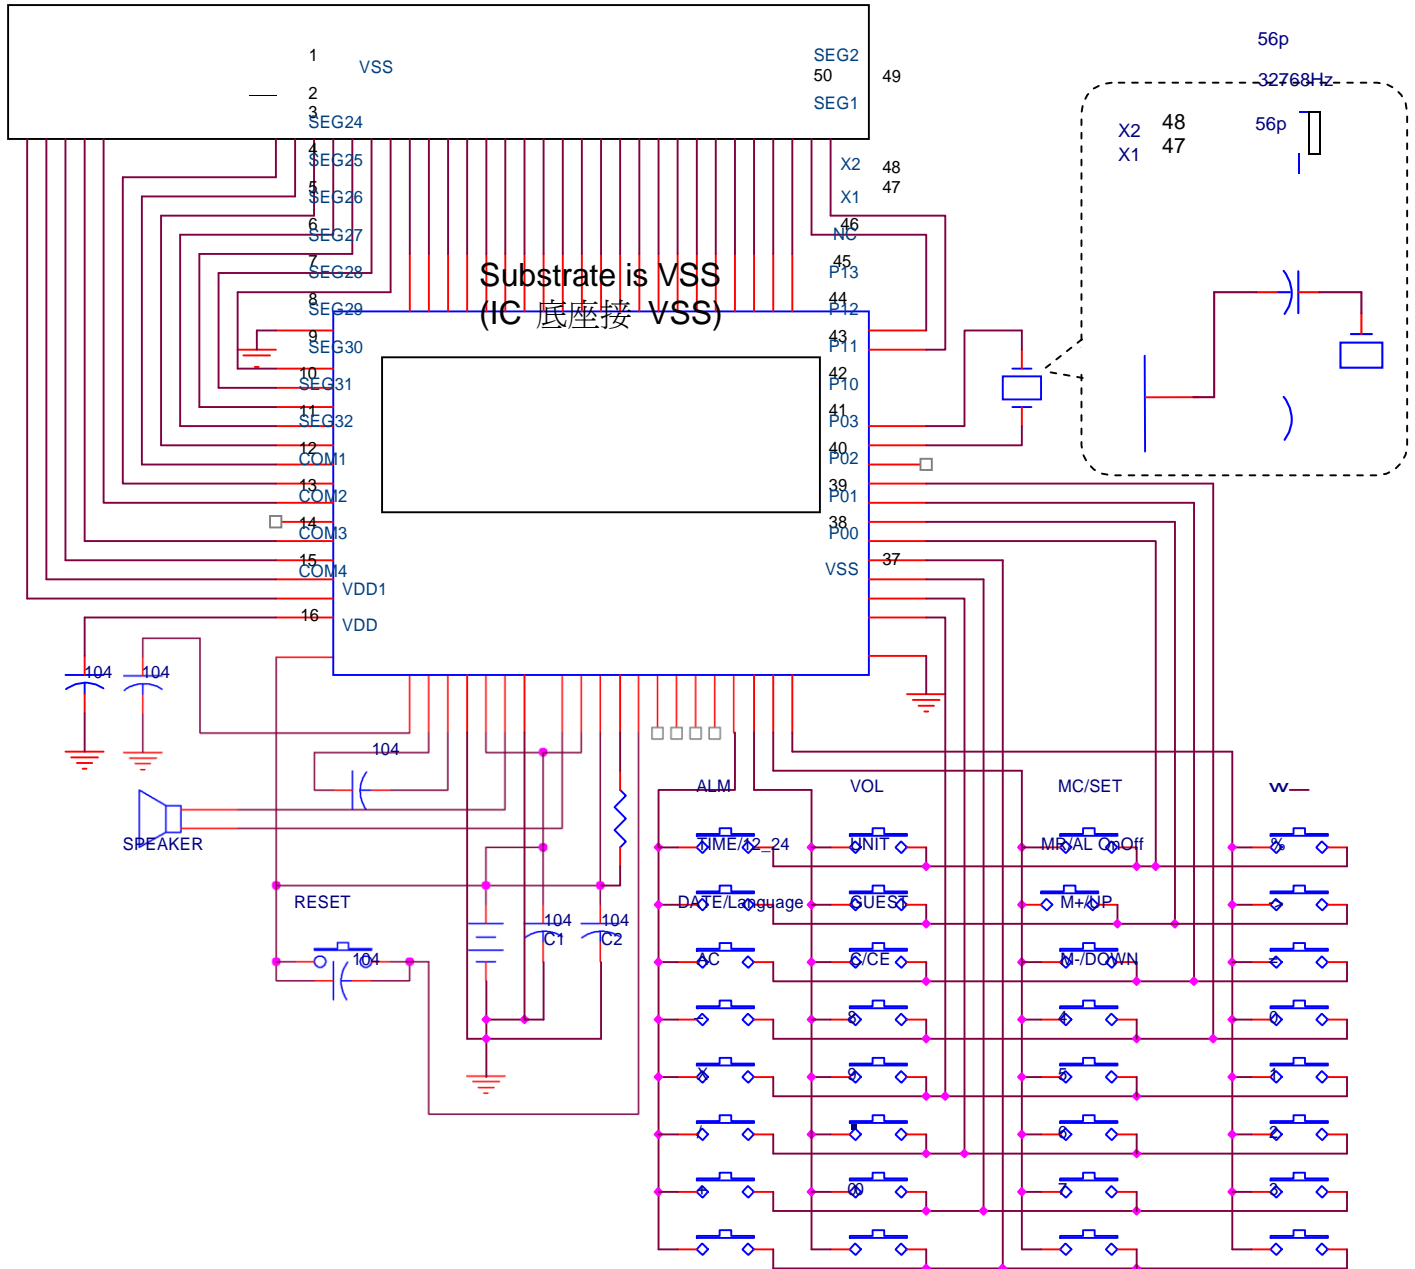 56p
1
VSS
SEG2
50
49
32768Hz
2
SEG1
3
SEG24
56p
X2
48
X1
47
4
SEG25
X2
48
5
SEG26
X1
47
6
46
SEG27
NC
7
45
SEG28
P13
Substrate is VSS
(IC 底座接 VSS)
8
44
SEG29
P12
9
43
SEG30
P11
10
42
SEG31
P10
11
41
SEG32
P03
12
40
COM1
P02
13
39
COM2
P01
14
38
COM3
P00
15
37
COM4
VSS
VDD1
16
VDD
104
104
104
SPEAKER
RESET
104
104
C1
104
C2
ALM
VOL
MC/SET
TIME/12_24
UNIT
MR/AL OnOff
%
DATE/Language
GUEST
M+/UP
AC
C/CE
M-/DOWN
=
8
4
0
X
9
5
1
/
6
2
+
00
7
3